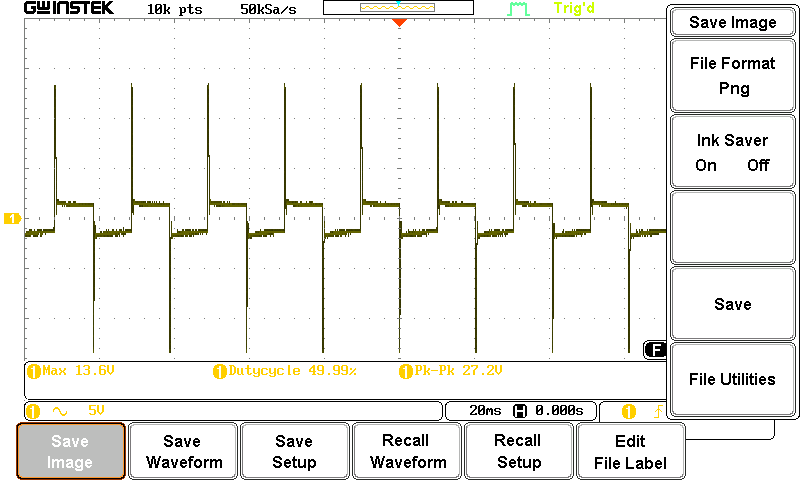 GWINSTEK 10k pts 50kSa/s Trig'd
Save Image
File Format
Png
Ink Saver
On Off
1
Save
F
File Utilities
1 Max 13.6V 1 Dutycycle 49.99% 1 Pk-Pk 27.2V
1 5V 20ms H 0.000s 1
Save Image
Save Waveform
Save Setup
Recall Waveform
Recall Setup
Edit File Label